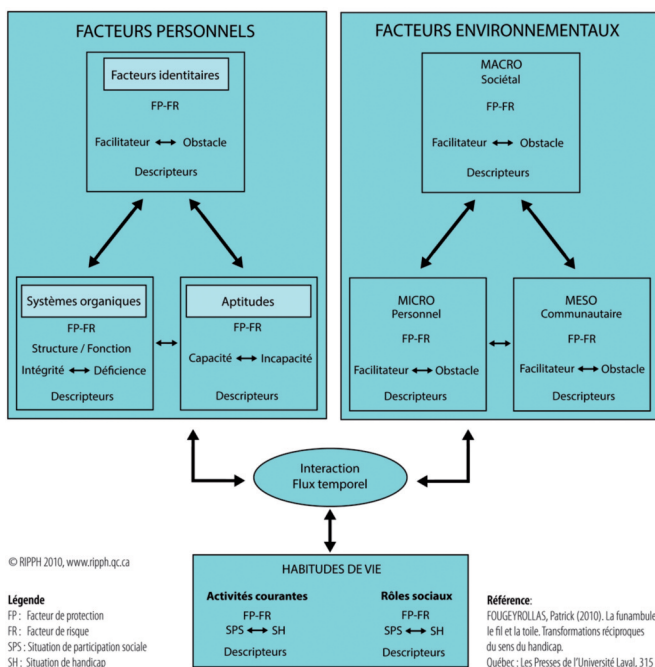 FACTEURS PERSONNELS
Facteurs identitaires
FP-FR
Facilitateur ↔ Obstacle
Descripteurs
Systèmes organiques
FP-FR
Structure / Fonction
Intégrité ↔ Déficience
Descripteurs
Aptitudes
FP-FR
Capacité ↔ Incapacité
Descripteurs
FACTEURS ENVIRONNEMENTAUX
MACRO
Sociétal
FP-FR
Facilitateur ↔ Obstacle
Descripteurs
MICRO
Personnel
FP-FR
Facilitateur ↔ Obstacle
Descripteurs
MESO
Communautaire
FP-FR
Facilitateur ↔ Obstacle
Descripteurs
Interaction
Flux temporel
HABITUDES DE VIE
Activités courantes
FP-FR
SPS ↔ SH
Descripteurs
Rôles sociaux
FP-FR
SPS ↔ SH
Descripteurs
© RIPPH 2010, www.ripph.qc.ca
Légende
FP : Facteur de protection
FR : Facteur de risque
SPS : Situation de participation sociale
SH : Situation de handicap
Référence:
FOUGEYROLLAS, Patrick (2010). La funambule,
le fil et la toile. Transformations réciproques
du sens du handicap.
Québec : Les Presses de l'Université Laval, 315